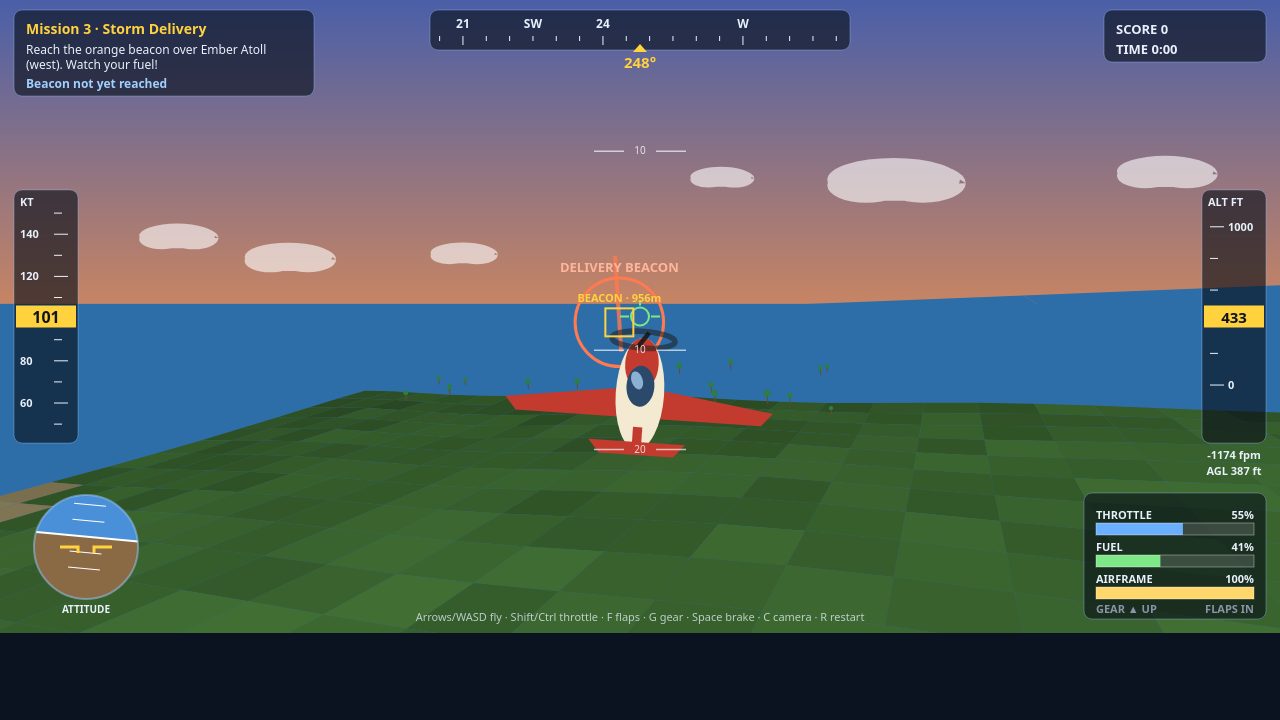 Mission 3 · Storm Delivery
Reach the orange beacon over Ember Atoll
(west). Watch your fuel!
Beacon not yet reached
21 SW 24 W
248°
SCORE 0
TIME 0:00
10
KT
140
120
101
80
60
ALT FT
1000
433
0
-1174 fpm
AGL 387 ft
DELIVERY BEACON
BEACON · 956m
10
20
ATTITUDE
THROTTLE 55%
FUEL 41%
AIRFRAME 100%
GEAR ▲ UP FLAPS IN
Arrows/WASD fly · Shift/Ctrl throttle · F flaps · G gear · Space brake · C camera · R restart